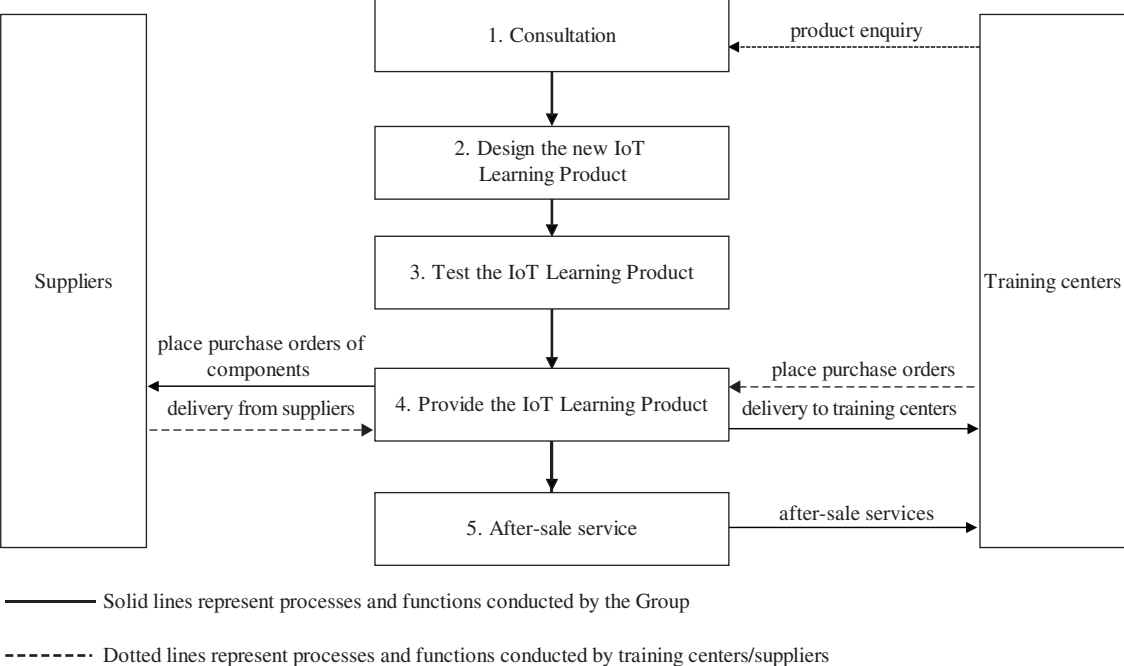 1. Consultation
product enquiry
2. Design the new IoT
Learning Product
3. Test the IoT Learning Product
Suppliers
Training centers
place purchase orders of
components
delivery from suppliers
4. Provide the IoT Learning Product
place purchase orders
delivery to training centers
5. After-sale service
after-sale services
Solid lines represent processes and functions conducted by the Group
Dotted lines represent processes and functions conducted by training centers/suppliers